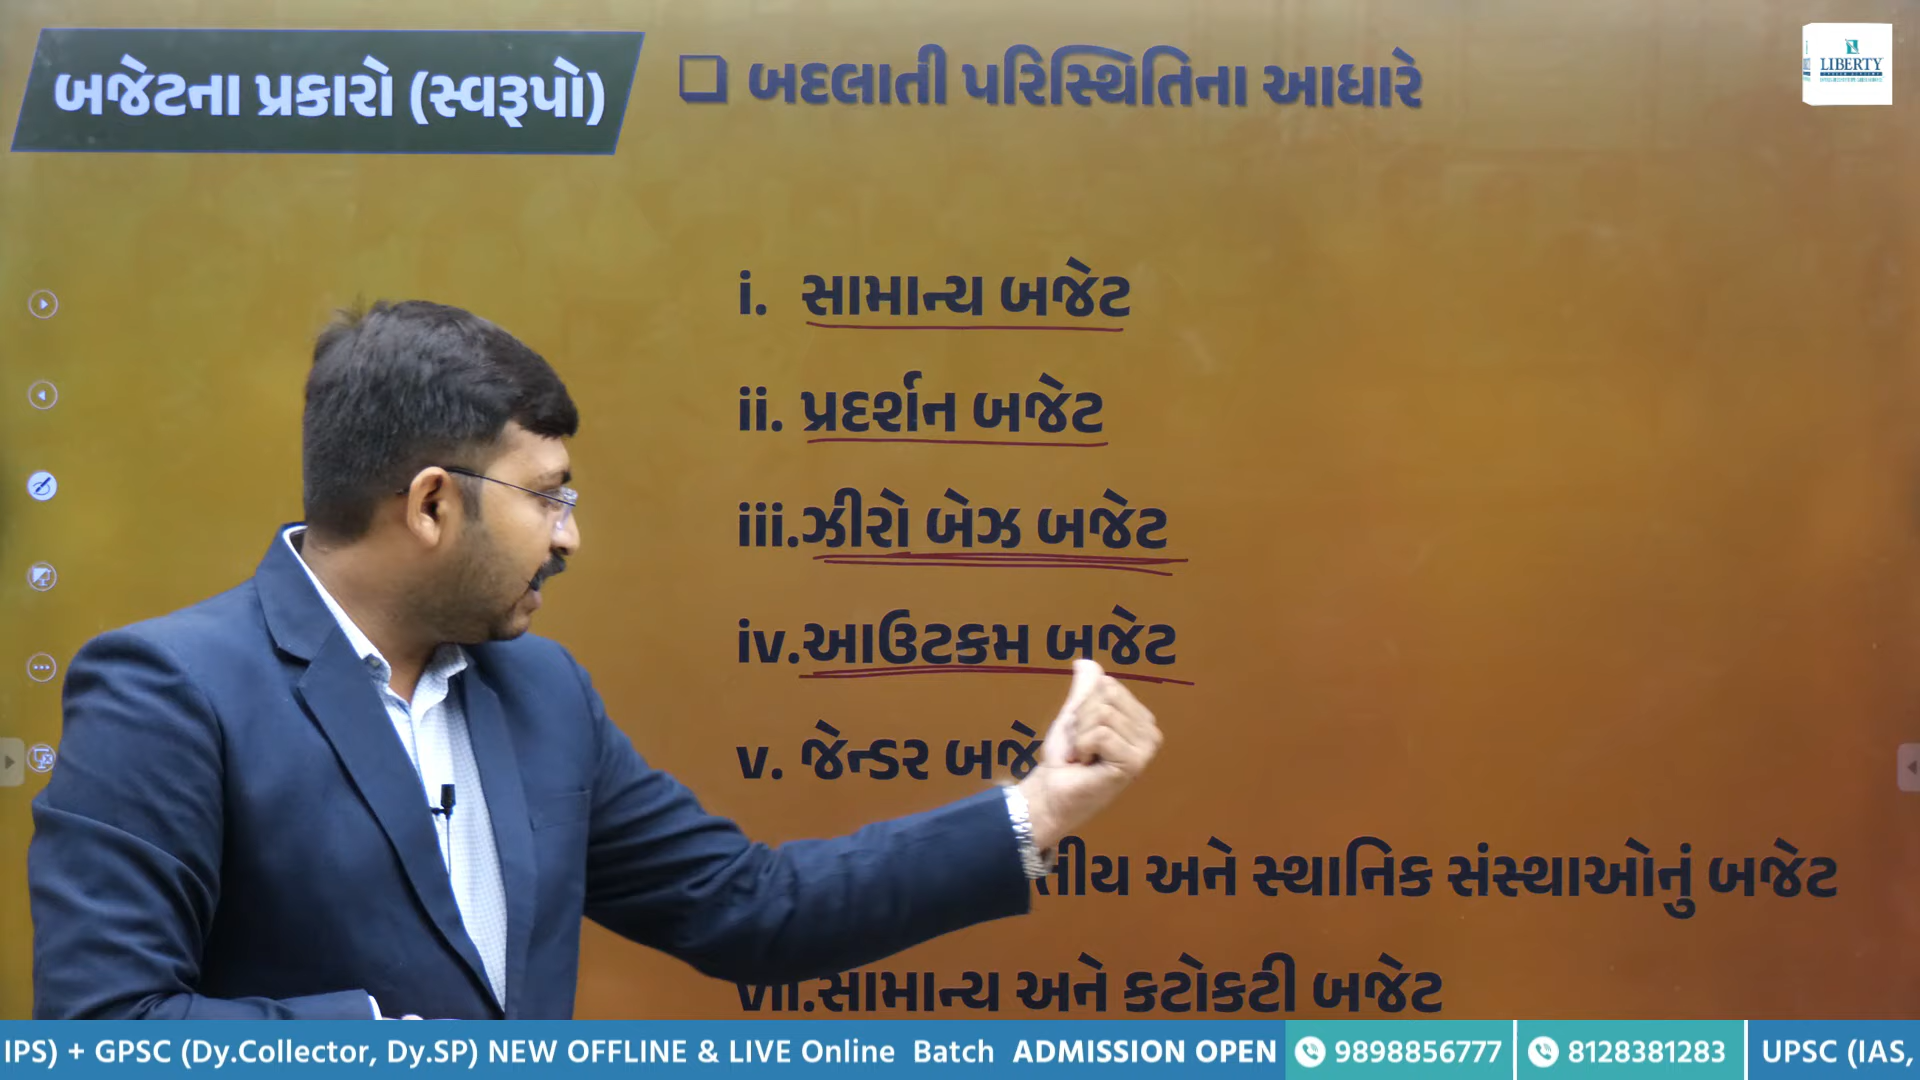 બજેટના પ્રકારો (સ્વરૂપો)
❑ બદલાતી પરિસ્થિતિના આધારે
LIBERTY
i. સામાન્ય બજેટ
ii. પ્રદર્શન બજેટ
iii.ઝીરો બેઝ બજેટ
iv.આઉટકમ બજેટ
v. જેન્ડર
અને સ્થાનિક સંસ્થાઓનું બજેટ
vii.સામાન્ય અને કટોકટી બજેટ
IPS) + GPSC (Dy.Collector, Dy.SP) NEW OFFLINE & LIVE Online Batch ADMISSION OPEN 9898856777 8128381283 UPSC (IAS,